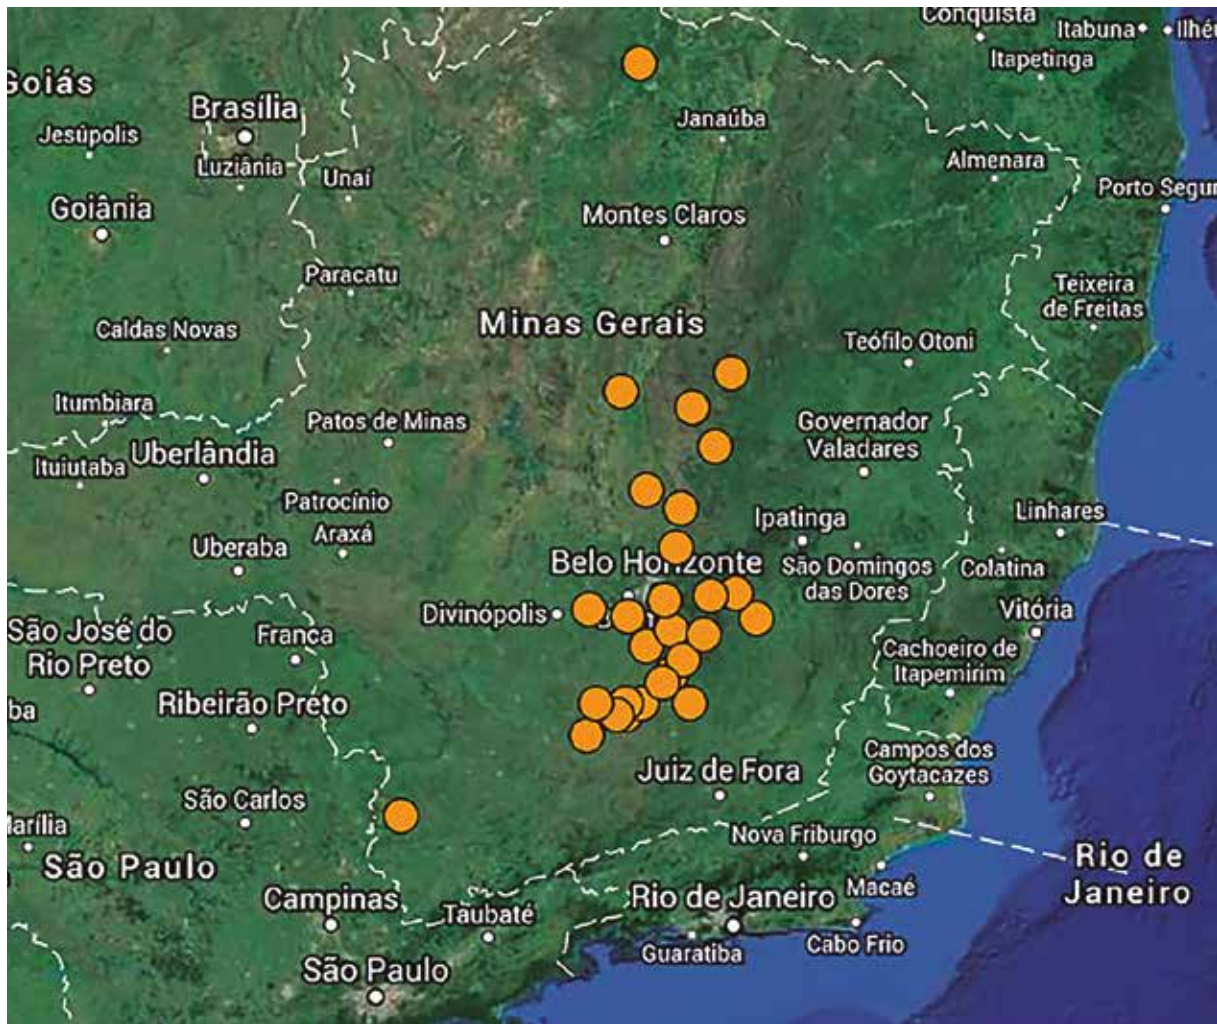 Conquista
Itabuna
Ilhéu
Itapetinga
Goiás
Brasília
Jesúpolis
Janaúba
Luziânia
Unaí
Almenara
Goiânia
Montes Claros
Porto Segur
Paracatu
Teixeira
de Freitas
Minas Gerais
Caldas Novas
Teófilo Otoni
Itumbiara
Patos de Minas
Governador
Valadares
Uberlândia
Ituiutaba
Patrocínio
Araxá
Ipatinga
Linhares
Uberaba
Belo Horizonte
São Domingos
das Dores
Colatina
Divinópolis
Vitória
São José do
Rio Preto
Franca
Cachoeiro de
Itapemirim
Ribeirão Preto
ba
Campos dos
Goytacazes
Juiz de Fora
São Carlos
Marília
Nova Friburgo
São Paulo
Rio de
Janeiro
Campinas
Taubaté
Rio de Janeiro
Macaé
Guaratiba
Cabo Frio
São Paulo